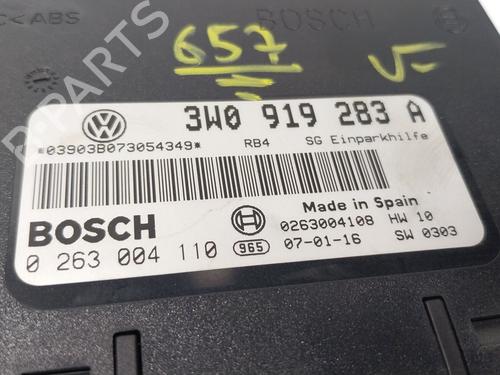 >ABS
BOSCH
657
3W0 919 283 A
*03903B073054349*
RB4
SG Einparkhilfe
BOSCH
Made in Spain
0263004108
HW 10
0 263 004 110
965
07-01-16
SW 0303
B-PARTS